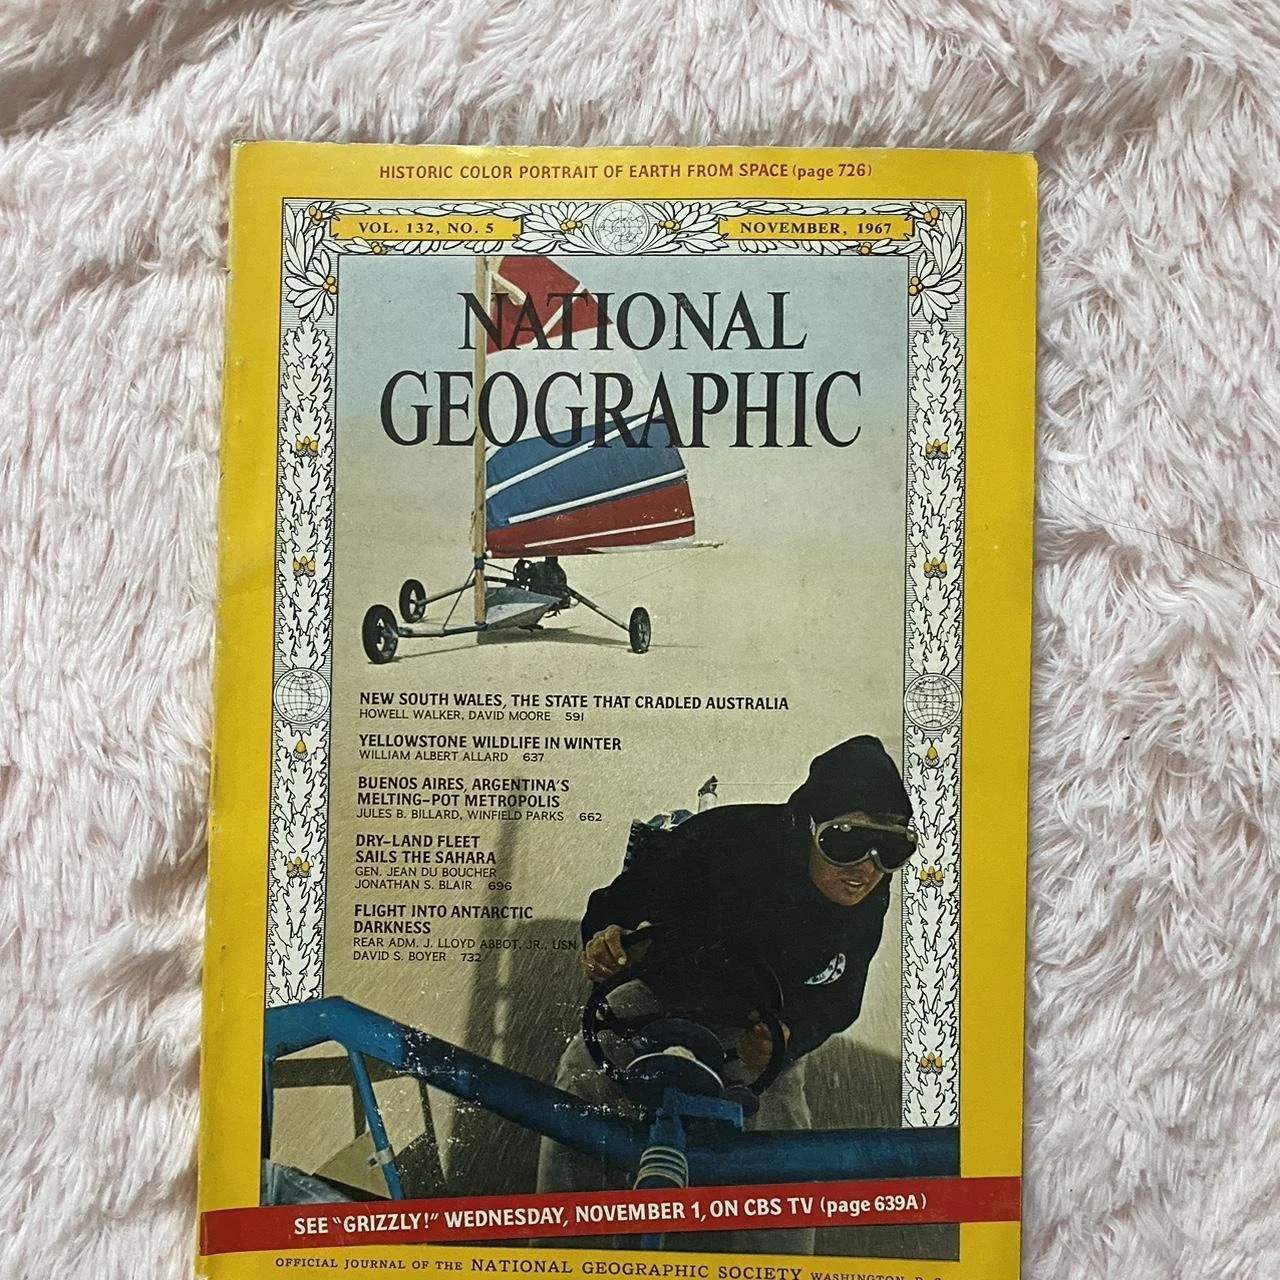 HISTORIC COLOR PORTRAIT OF EARTH FROM SPACE (page 726)
VOL. 132, NO. 5
NOVEMBER, 1967
NATIONAL
GEOGRAPHIC
NEW SOUTH WALES, THE STATE THAT CRADLED AUSTRALIA
HOWELL WALKER, DAVID MOORE 591
YELLOWSTONE WILDLIFE IN WINTER
WILLIAM ALBERT ALLARD 637
BUENOS AIRES, ARGENTINA'S
MELTING-POT METROPOLIS
JULES B. BILLARD, WINFIELD PARKS 662
DRY-LAND FLEET
SAILS THE SAHARA
GEN. JEAN DU BOUCHER
JONATHAN S. BLAIR 696
FLIGHT INTO ANTARCTIC
DARKNESS
REAR ADM. J. LLOYD ABBOT, JR., USN
DAVID S. BOYER 732
SEE "GRIZZLY!" WEDNESDAY, NOVEMBER 1, ON CBS TV (page 639A)
OFFICIAL JOURNAL OF THE NATIONAL GEOGRAPHIC SOCIETY WASHINGTON, D. C.